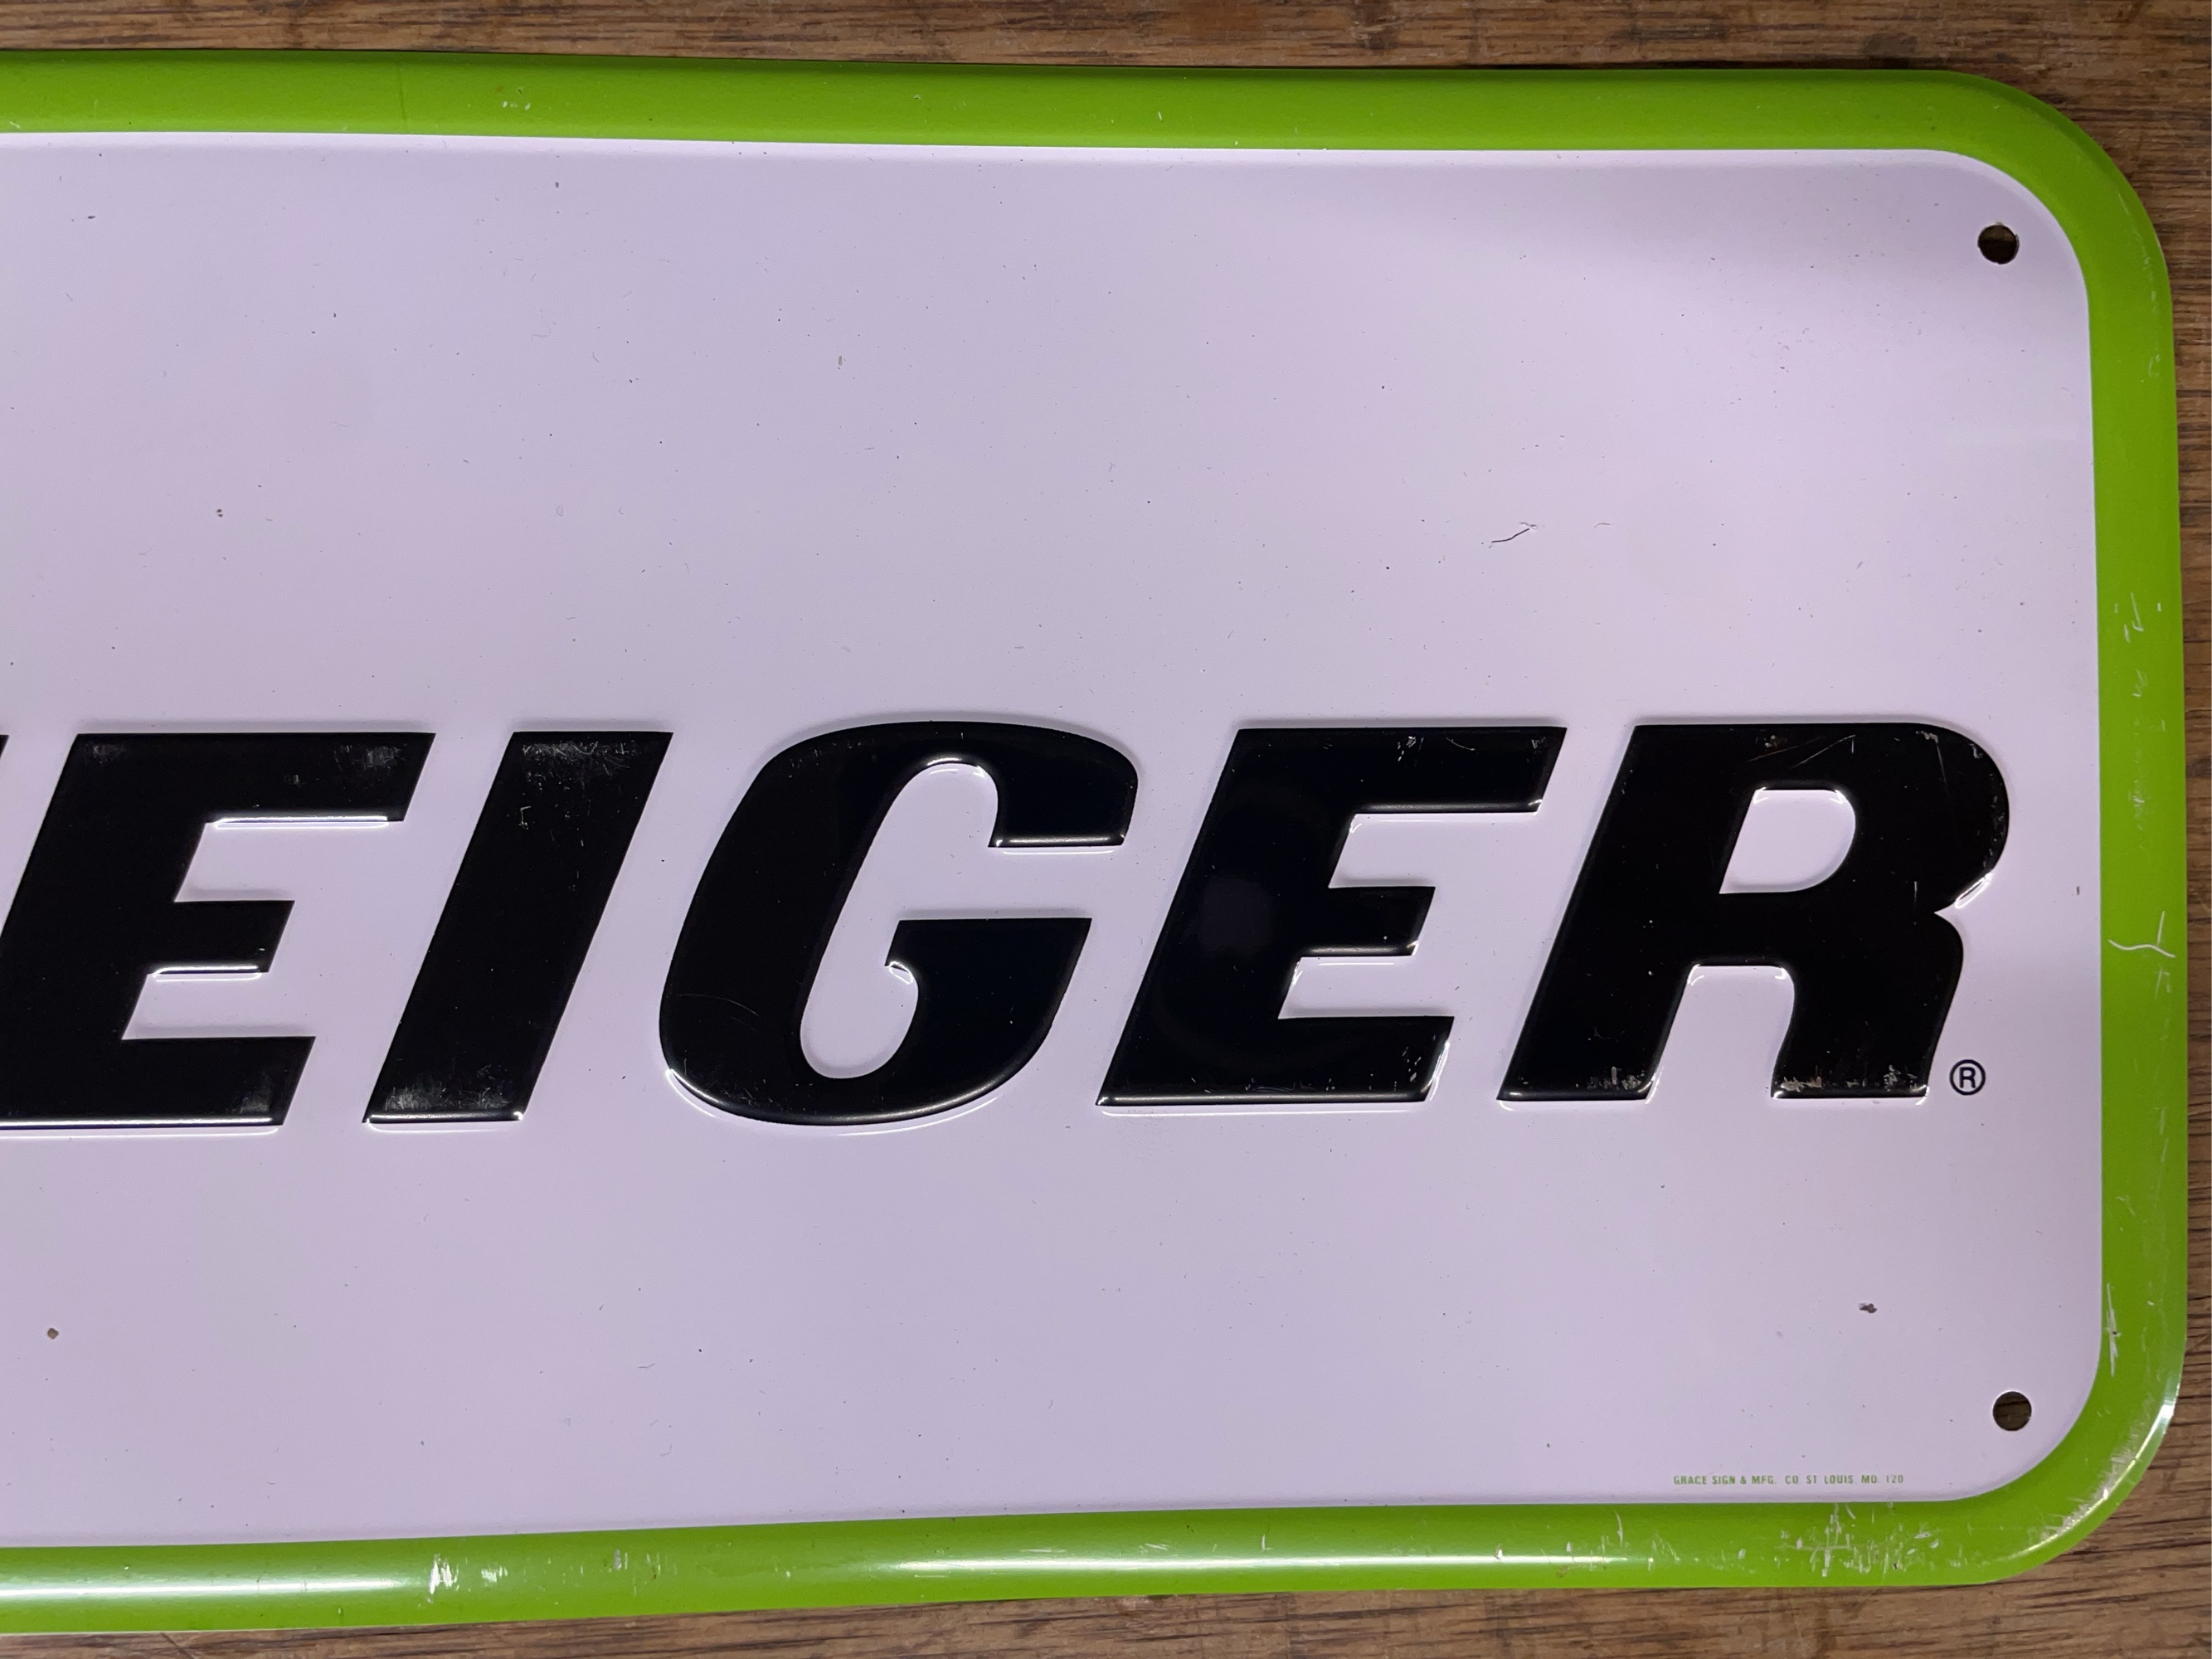 EIGER®
GRACE SIGN & MFG. CO ST LOUIS. MO. 120